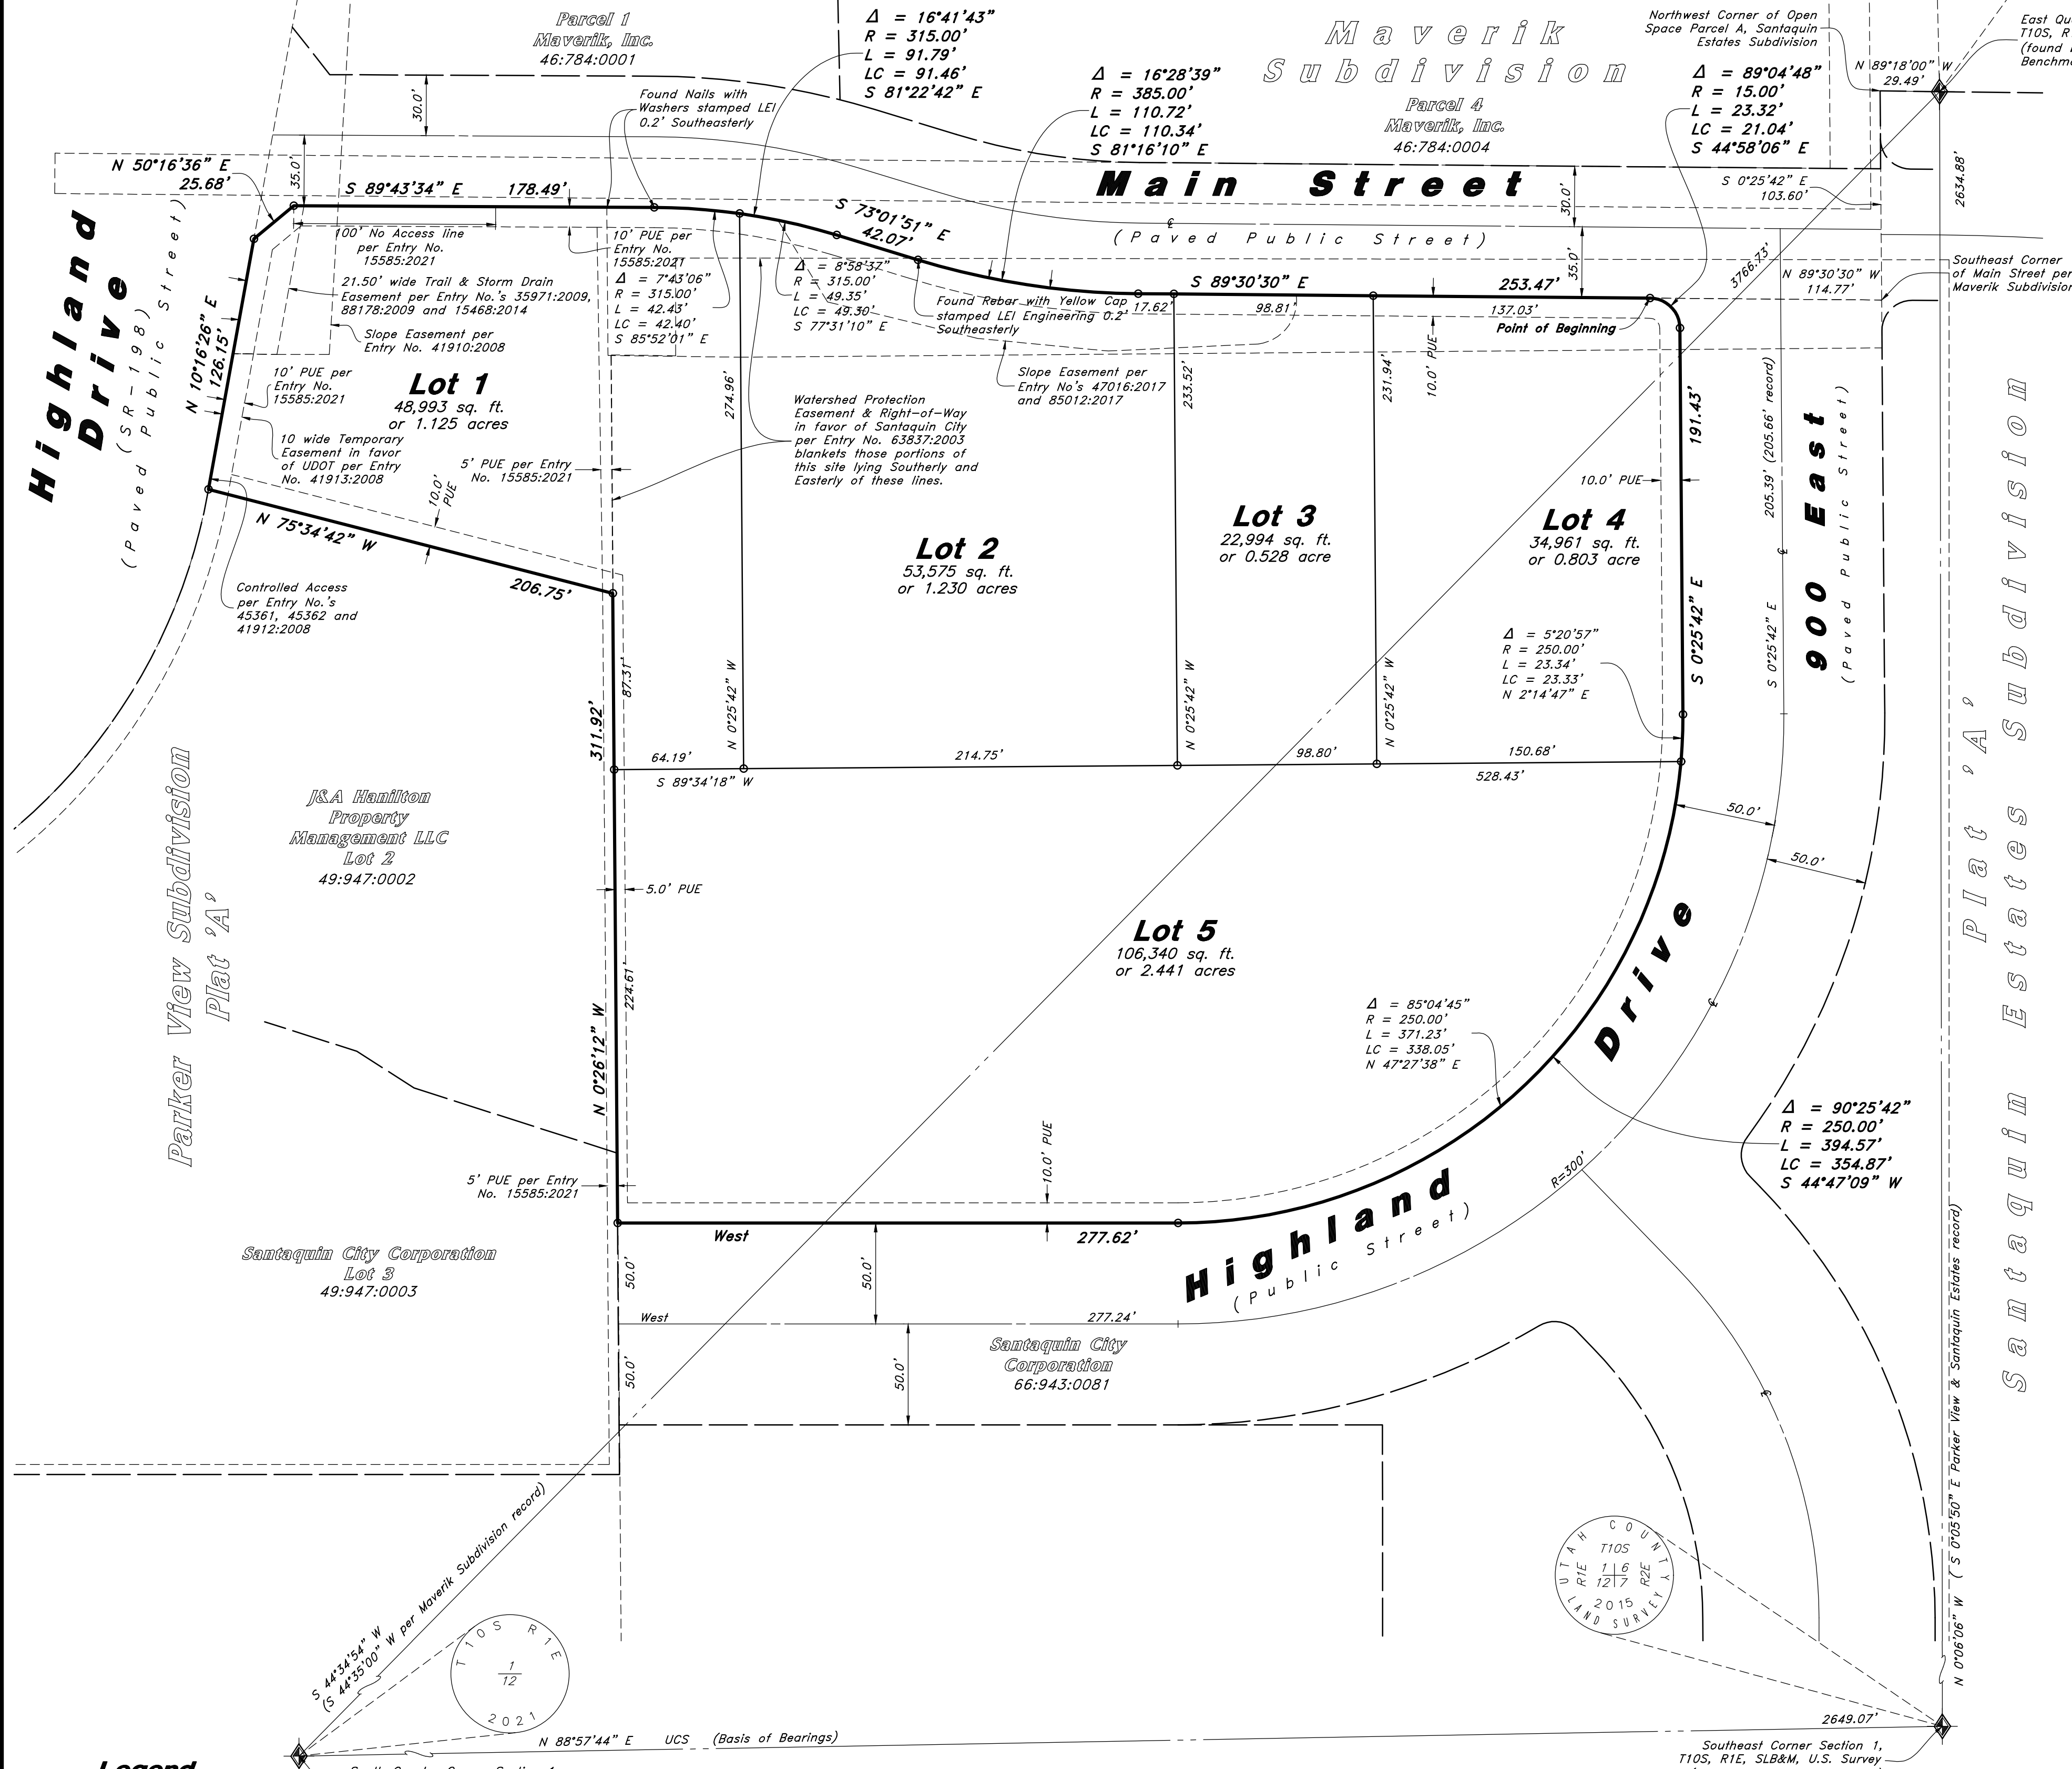 Parcel 1
Maverik, Inc.
46:784:0001
Δ = 16°41'43"
R = 315.00'
L = 91.79'
LC = 91.46'
S 81°22'42" E
Maverik
Subdivision
Parcel 4
Maverik, Inc.
46:784:0004
Δ = 16°28'39"
R = 385.00'
L = 110.72'
LC = 110.34'
S 81°16'10" E
Northwest Corner of Open
Space Parcel A, Santaquin
Estates Subdivision
N 89°18'00" W
29.49'
East Qu
T10S, R
(found
Benchm
Δ = 89°04'48"
R = 15.00'
L = 23.32'
LC = 21.04'
S 44°58'06" E
30.0'
35.0'
Found Nails with
Washers stamped LEI
0.2' Southeasterly
N 50°16'36" E
25.68'
S 89°43'34" E 178.49'
Main Street
℄
(Paved Public Street)
30.0'
35.0'
S 0°25'42" E
103.60'
2634.88'
3766.73'
N 89°30'30" W
114.77'
Southeast Corner
of Main Street per
Maverik Subdivision
Highland
Drive
(SR-198)
(Paved Public Street)
N 10°16'26" E
126.15'
100' No Access line
per Entry No.
15585:2021
21.50' wide Trail & Storm Drain
Easement per Entry No.'s 35971:2009,
88178:2009 and 15468:2014
Slope Easement per
Entry No. 41910:2008
10' PUE per
Entry No.
15585:2021
10' PUE per
Entry No.
15585:2021
Δ = 7°43'06"
R = 315.00'
L = 42.43'
LC = 42.40'
S 85°52'01" E
S 73°01'51" E
42.07'
Δ = 8°58'37"
R = 315.00'
L = 49.35'
LC = 49.30'
S 77°31'10" E
Found Rebar with Yellow Cap
stamped LEI Engineering 0.2'
Southeasterly
S 89°30'30" E 253.47'
17.62'
98.81'
137.03'
Point of Beginning
10.0' PUE
Slope Easement per
Entry No's 47016:2017
and 85012:2017
Lot 1
48,993 sq. ft.
or 1.125 acres
10 wide Temporary
Easement in favor
of UDOT per Entry
No. 41913:2008
10.0'
PUE
5' PUE per Entry
No. 15585:2021
Watershed Protection
Easement & Right-of-Way
in favor of Santaquin City
per Entry No. 63837:2003
blankets those portions of
this site lying Southerly and
Easterly of these lines.
274.96'
N 0°25'42" W
233.52'
N 0°25'42" W
231.94'
N 0°25'42" W
N 75°34'42" W
206.75'
Controlled Access
per Entry No.'s
45361, 45362 and
41912:2008
Lot 2
53,575 sq. ft.
or 1.230 acres
Lot 3
22,994 sq. ft.
or 0.528 acre
Lot 4
34,961 sq. ft.
or 0.803 acre
10.0' PUE
191.43'
S 0°25'42" E
205.39' (205.66' record)
℄
S 0°25'42" E
900 East
(Paved Public Street)
Plat 'A'
Santaquin Estates Subdivision
Δ = 5°20'57"
R = 250.00'
L = 23.34'
LC = 23.33'
N 2°14'47" E
87.31'
311.92'
64.19'
S 89°34'18" W
214.75'
98.80'
150.68'
528.43'
50.0'
50.0'
Parker View Subdivision
Plat 'A'
J&A Hanilton
Property
Management LLC
Lot 2
49:947:0002
5.0' PUE
224.61'
N 0°26'12" W
Lot 5
106,340 sq. ft.
or 2.441 acres
Δ = 85°04'45"
R = 250.00'
L = 371.23'
LC = 338.05'
N 47°27'38" E
Highland Drive
(Public Street)
℄
R=300'
℄
Δ = 90°25'42"
R = 250.00'
L = 394.57'
LC = 354.87'
S 44°47'09" W
5' PUE per Entry
No. 15585:2021
10.0' PUE
West 277.62'
Santaquin City Corporation
Lot 3
49:947:0003
50.0'
50.0'
West 277.24'
50.0'
50.0'
Santaquin City
Corporation
66:943:0081
S 44°34'54" W
(S 44°35'00" W per Maverik Subdivision record)
T10S R1E
1
12
2021
UTAH COUNTY
T10S
R1E 1 6 R2E
12 7
2015
LAND SURVEY
N 0°06'06" W (S 0°05'50" E Parker View & Santaquin Estates record)
N 88°57'44" E UCS (Basis of Bearings)
2649.07'
Southeast Corner Section 1,
T10S, R1E, SLB&M, U.S. Survey
Legend